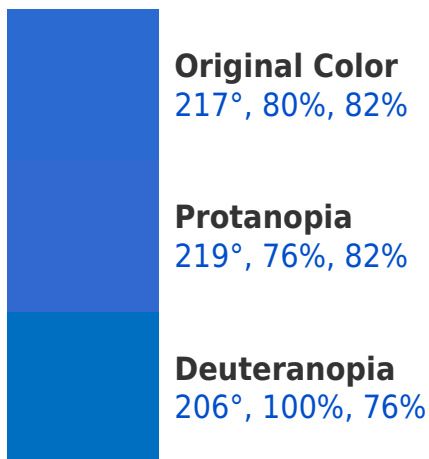 Original Color
217°, 80%, 82%
Protanopia
219°, 76%, 82%
Deuteranopia
206°, 100%, 76%